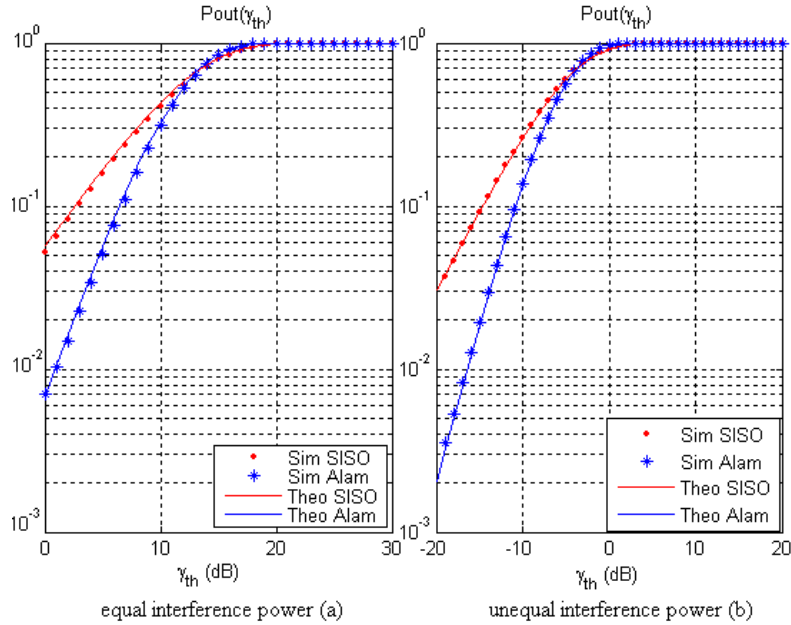 Pout(γth)
10^0
10^-1
10^-2
10^-3
0 10 20 30
γth (dB)
Sim SISO
Sim Alam
Theo SISO
Theo Alam
equal interference power (a)
Pout(γth)
10^0
10^-1
10^-2
10^-3
-20 -10 0 10 20
γth (dB)
Sim SISO
Sim Alam
Theo SISO
Theo Alam
unequal interference power (b)